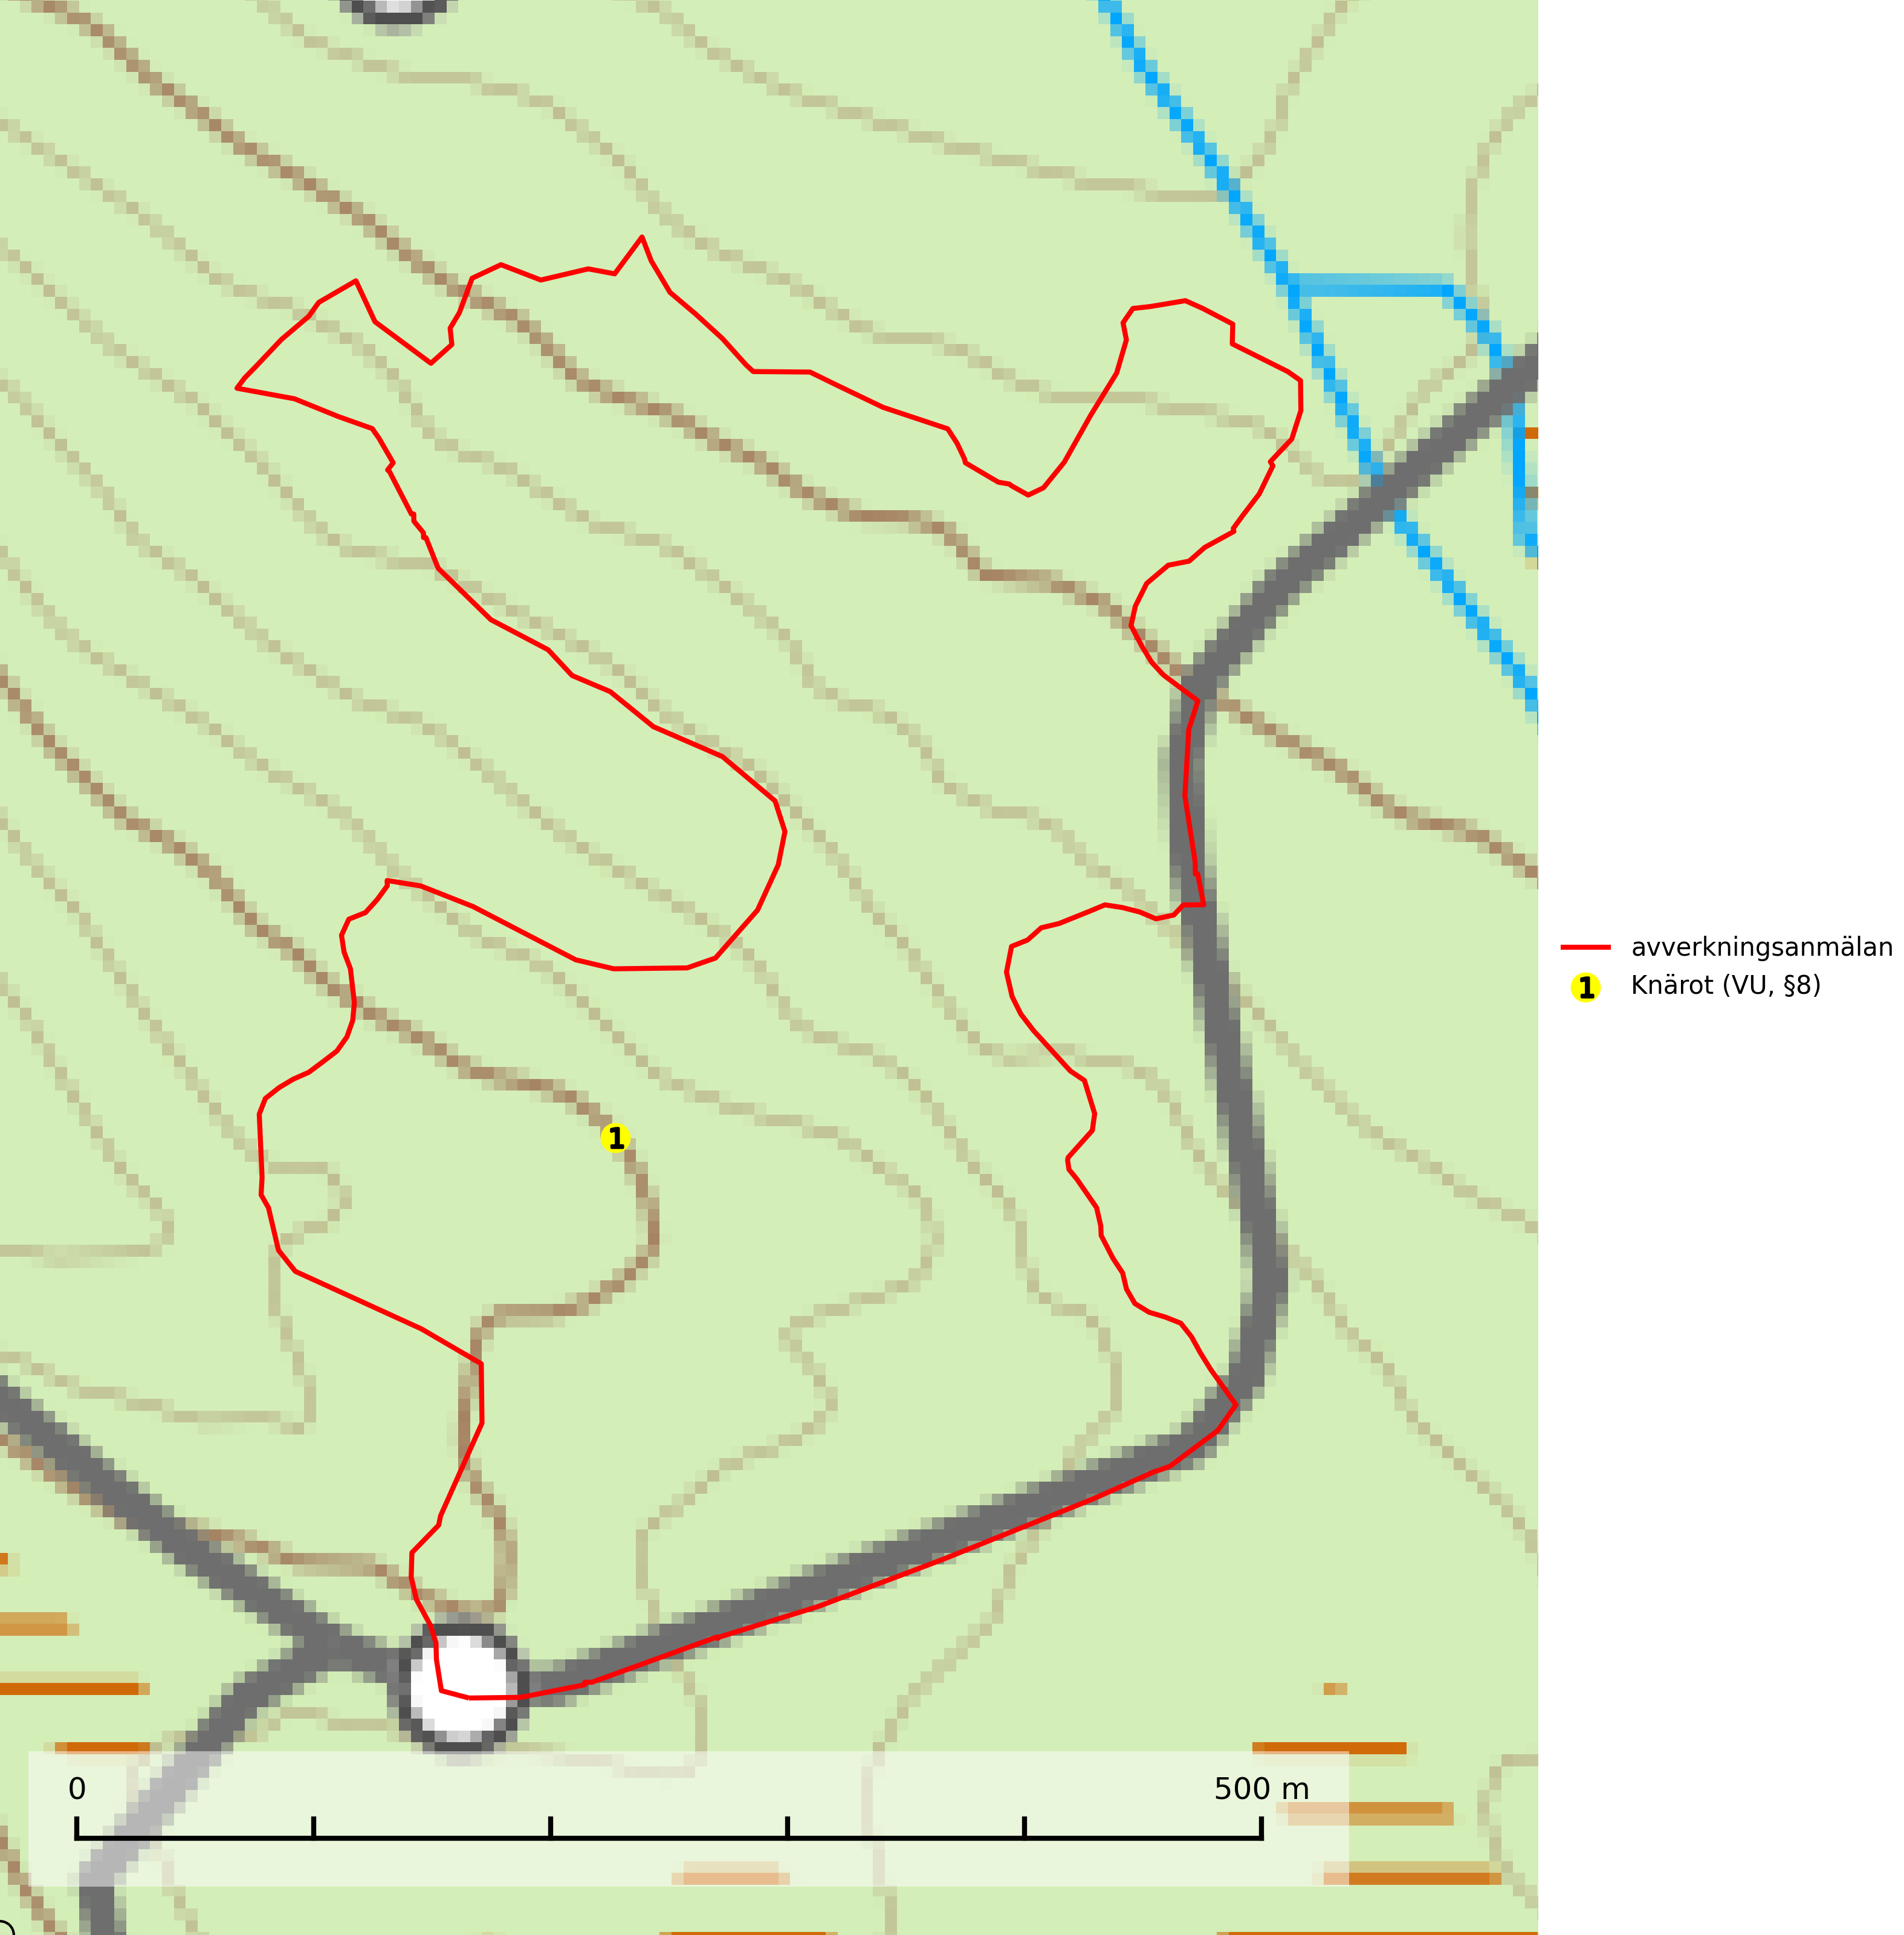 1
avverkningsanmälan
1 Knärot (VU, §8)
0 500 m